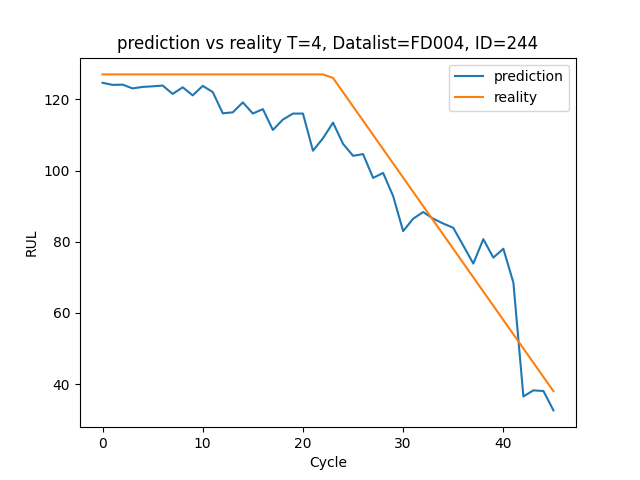 prediction vs reality T=4, Datalist=FD004, ID=244
prediction
reality
120
100
80
60
40
RUL
0 10 20 30 40
Cycle